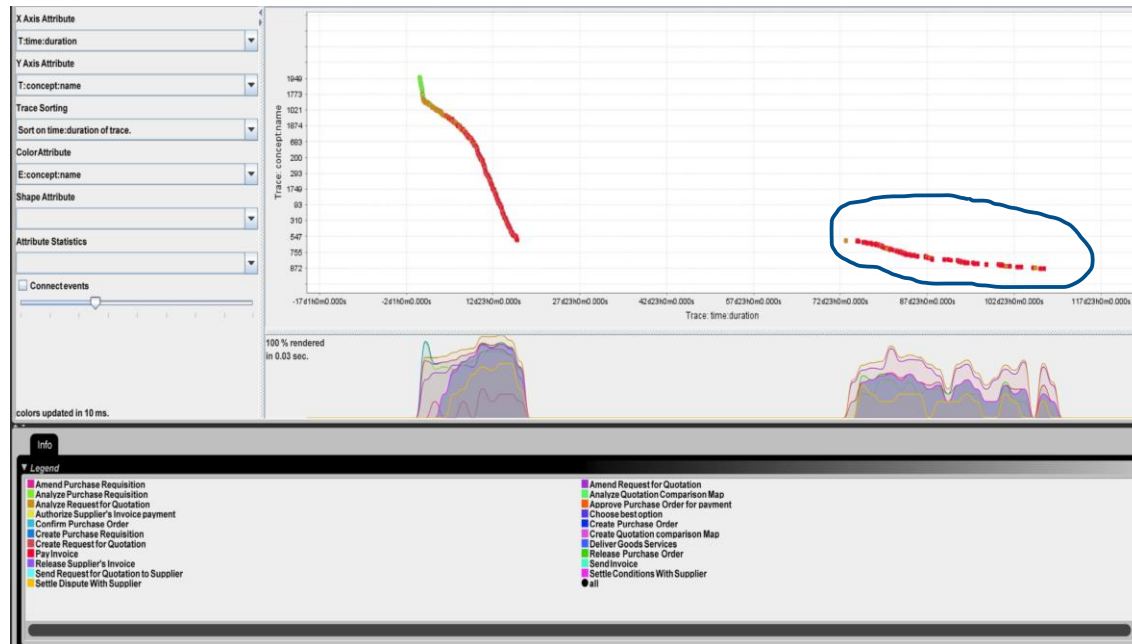 X Axis Attribute
T:time:duration
Y Axis Attribute
T:concept:name
Trace Sorting
Sort on time:duration of trace.
ColorAttribute
E:concept:name
Shape Attribute
Attribute Statistics
Connectevents
colors updated in 10 ms.
Trace: concept:name
1949
1773
1021
1874
663
200
293
1749
93
310
547
755
872
-17d1h0m0.000s
-2d1h0m0.000s
12d23h0m0.000s
27d23h0m0.000s
42d23h0m0.000s
57d23h0m0.000s
72d23h0m0.000s
87d23h0m0.000s
102d23h0m0.000s
117d23h0m0.000s
Trace: time:duration
100 % rendered
in 0.03 sec.
Info
Legend
Amend Purchase Requisition
Analyze Purchase Requisition
Analyze Request for Quotation
Authorize Supplier's Invoice payment
Confirm Purchase Order
Create Purchase Requisition
Create Request for Quotation
Pay Invoice
Release Supplier's Invoice
Send Request for Quotation to Supplier
Settle Dispute With Supplier
Amend Request for Quotation
Analyze Quotation Comparison Map
Approve Purchase Order for payment
Choose best option
Create Purchase Order
Create Quotation comparison Map
Deliver Goods Services
Release Purchase Order
Send Invoice
Settle Conditions With Supplier
all